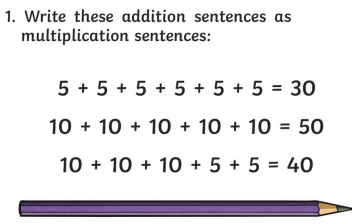 1. Write these addition sentences as
multiplication sentences:
5 + 5 + 5 + 5 + 5 + 5 = 30
10 + 10 + 10 + 10 + 10 = 50
10 + 10 + 10 + 5 + 5 = 40